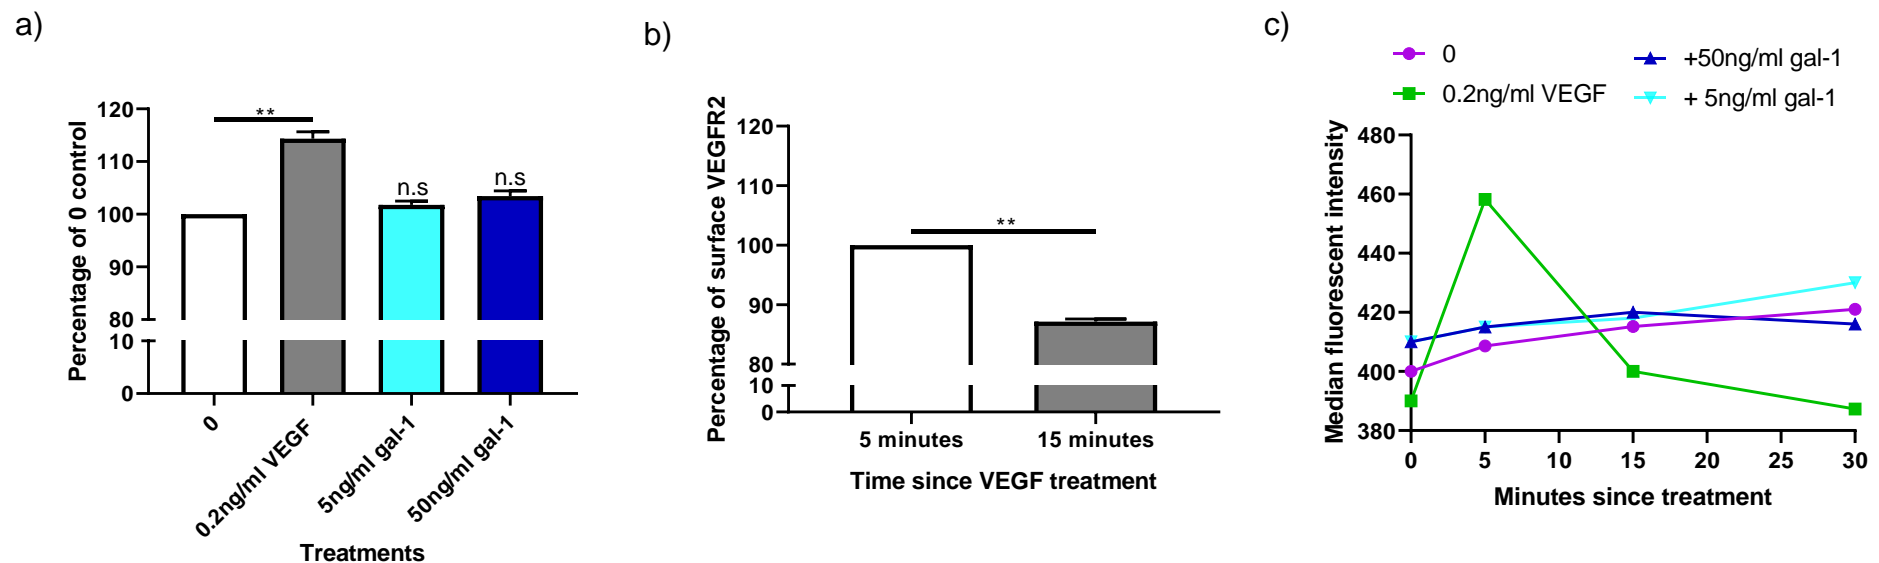 a)
Percentage of 0 control
120
110
100
90
80
10
0
**
n.s
n.s
0
0.2ng/ml VEGF
5ng/ml gal-1
50ng/ml gal-1
Treatments
b)
Percentage of surface VEGFR2
120
110
100
90
80
10
0
**
5 minutes
15 minutes
Time since VEGF treatment
c)
0
+50ng/ml gal-1
0.2ng/ml VEGF
+ 5ng/ml gal-1
Median fluorescent intensity
480
460
440
420
400
380
0 5 10 15 20 25 30
Minutes since treatment